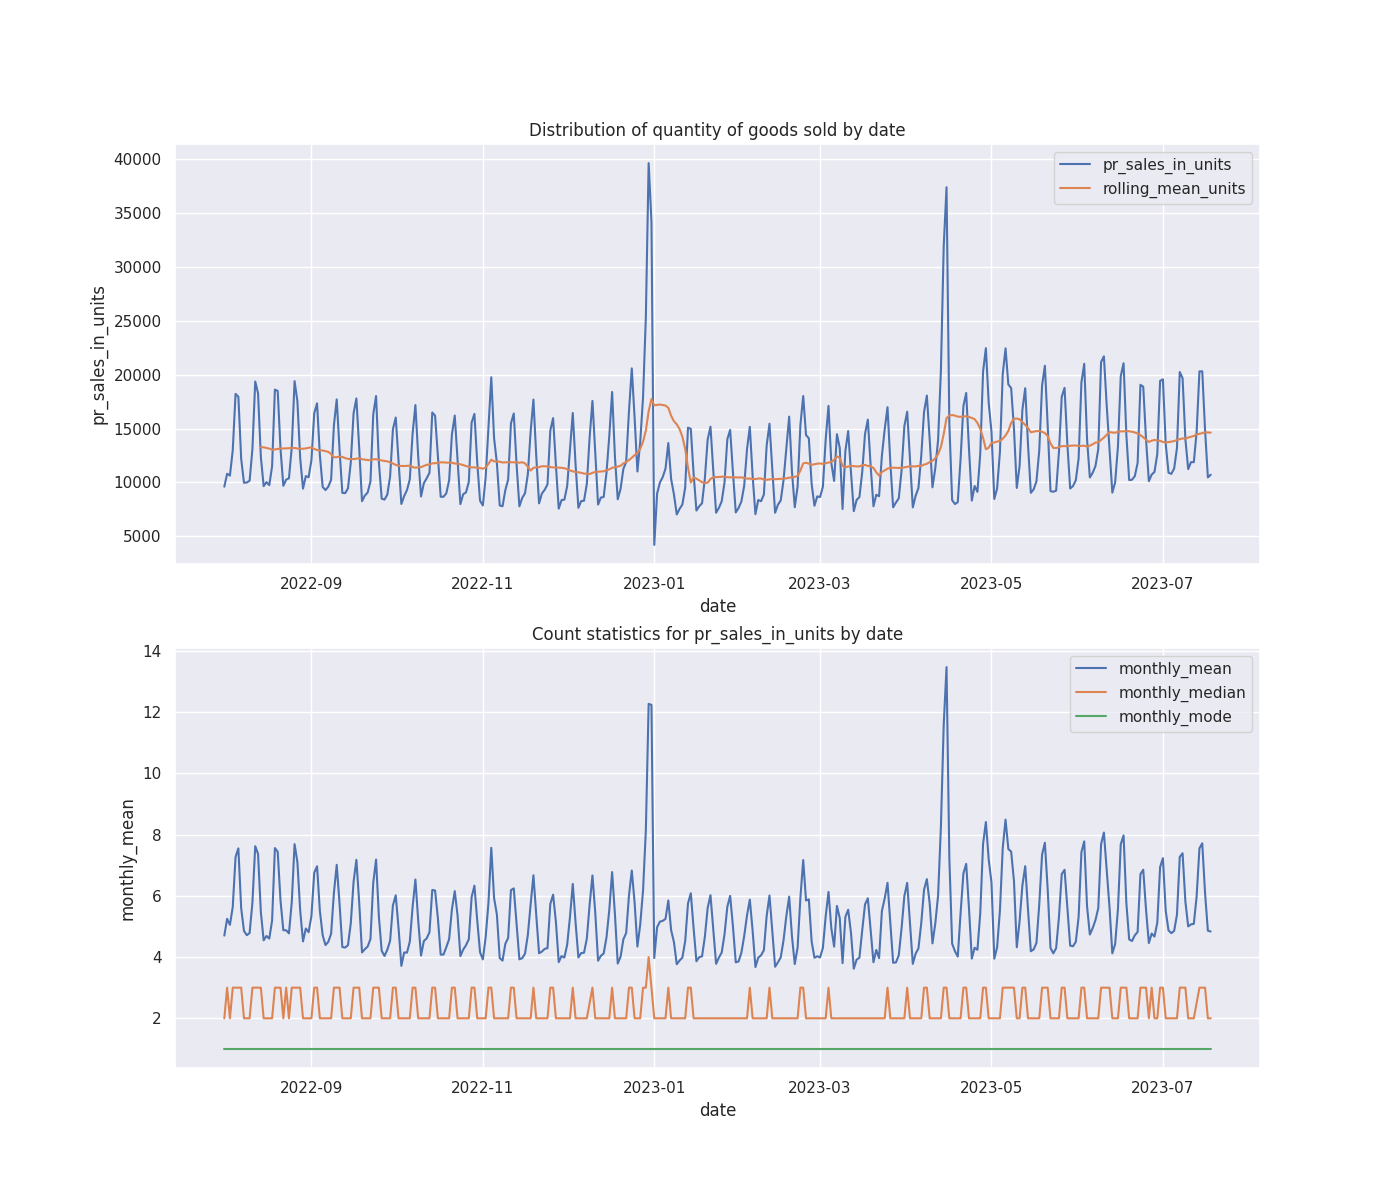 Distribution of quantity of goods sold by date
pr_sales_in_units
rolling_mean_units
40000
35000
30000
25000
20000
15000
10000
5000
pr_sales_in_units
2022-09 2022-11 2023-01 2023-03 2023-05 2023-07
date
Count statistics for pr_sales_in_units by date
monthly_mean
monthly_median
monthly_mode
14
12
10
8
6
4
2
monthly_mean
2022-09 2022-11 2023-01 2023-03 2023-05 2023-07
date